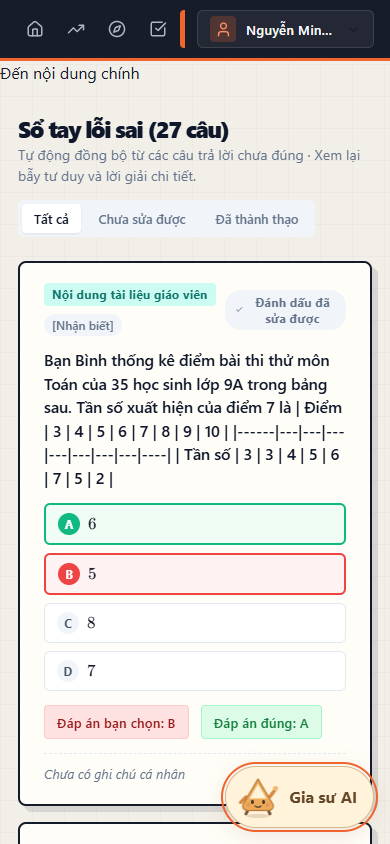 Nguyễn Min...
Đến nội dung chính
Sổ tay lỗi sai (27 câu)
Tự động đồng bộ từ các câu trả lời chưa đúng · Xem lại
bẫy tư duy và lời giải chi tiết.
Tất cả
Chưa sửa được
Đã thành thạo
Nội dung tài liệu giáo viên
Đánh dấu đã
sửa được
[Nhận biết]
Bạn Bình thống kê điểm bài thi thử môn
Toán của 35 học sinh lớp 9A trong bảng
sau. Tần số xuất hiện của điểm 7 là | Điểm
| 3 | 4 | 5 | 6 | 7 | 8 | 9 | 10 | |------|---|---|---
|---|---|---|---|----| | Tần số | 3 | 3 | 4 | 5 | 6
| 7 | 5 | 2 |
A 6
B 5
C 8
D 7
Đáp án bạn chọn: B
Đáp án đúng: A
Chưa có ghi chú cá nhân
Gia sư AI